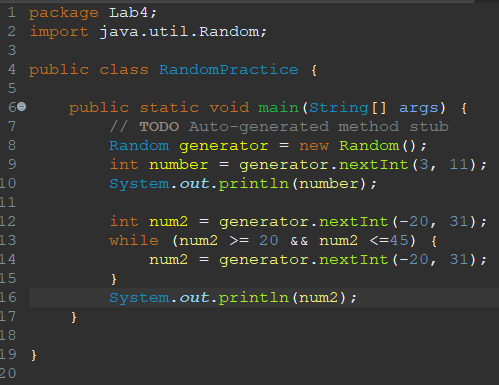 1 package Lab4;
2 import java.util.Random;
3
4 public class RandomPractice {
5
6 public static void main(String[] args) {
7 // TODO Auto-generated method stub
8 Random generator = new Random();
9 int number = generator.nextInt(3, 11);
10 System.out.println(number);
11
12 int num2 = generator.nextInt(-20, 31);
13 while (num2 >= 20 && num2 <=45) {
14 num2 = generator.nextInt(-20, 31);
15 }
16 System.out.println(num2);
17 }
18
19 }
20